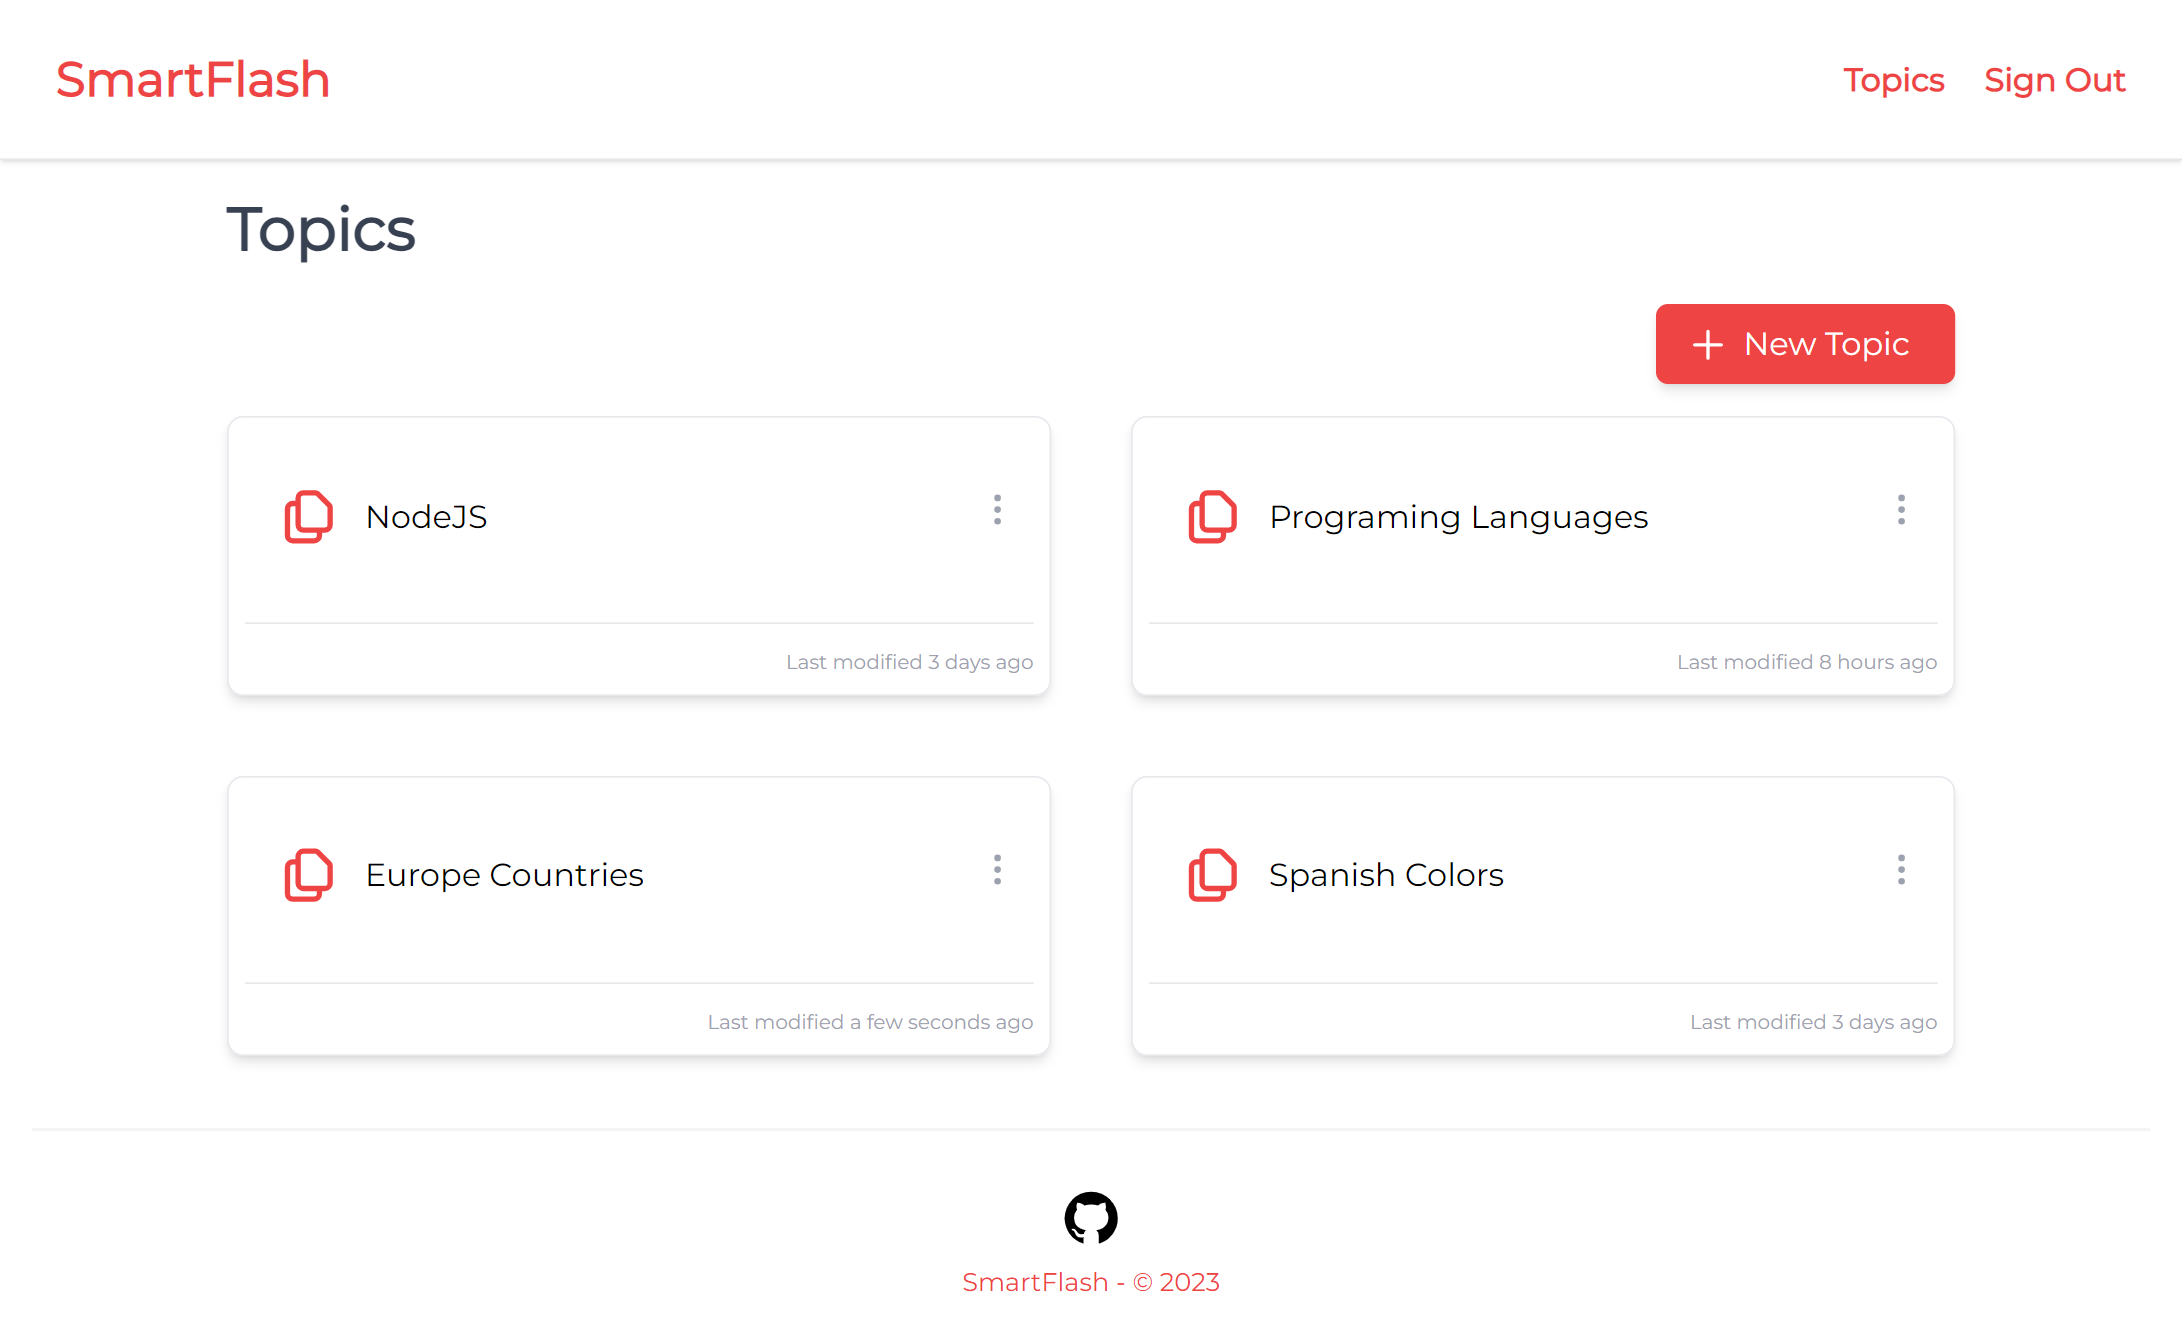 SmartFlash
Topics
Sign Out
Topics
New Topic
NodeJS
Last modified 3 days ago
Programing Languages
Last modified 8 hours ago
Europe Countries
Last modified a few seconds ago
Spanish Colors
Last modified 3 days ago
SmartFlash - © 2023